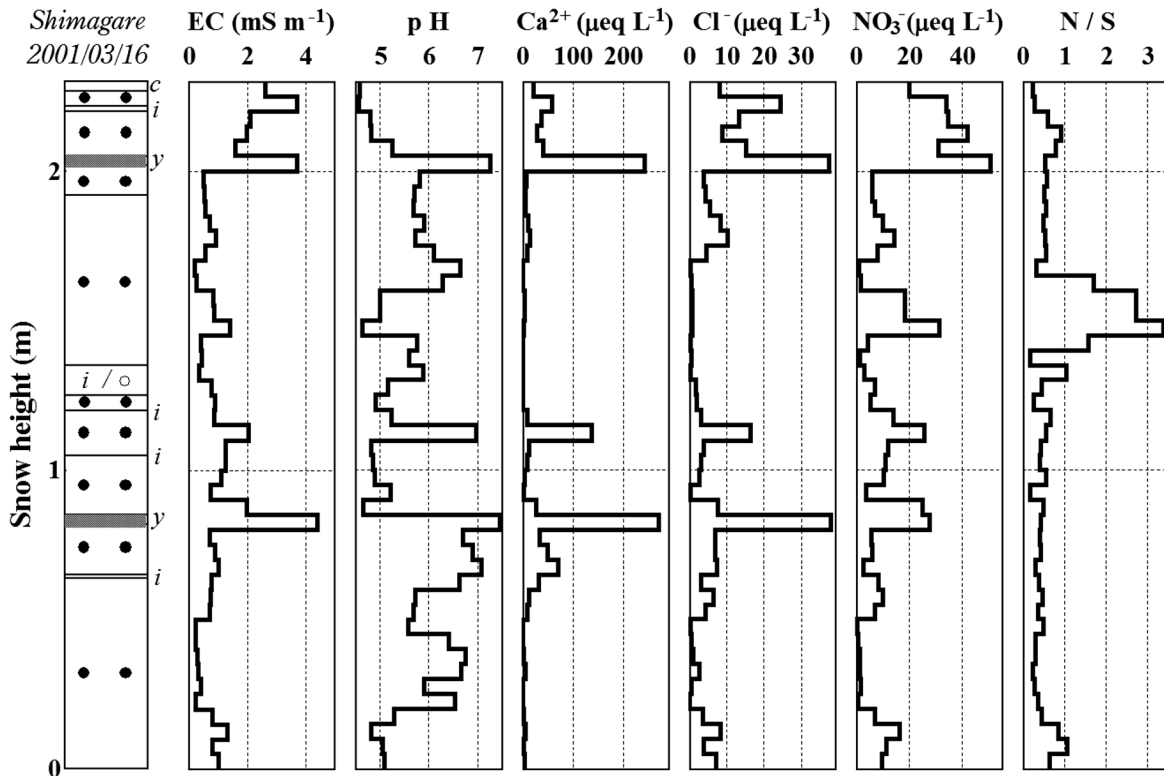 Shimagare EC (mS m⁻¹) p H Ca²⁺ (μeq L⁻¹) Cl⁻ (μeq L⁻¹) NO₃⁻(μeq L⁻¹) N / S
2001/03/16 0 2 4 5 6 7 0 100 200 0 10 20 30 0 20 40 0 1 2 3
c
i
y
2
Snow height (m)
i / ○
i
i
1
y
i
0